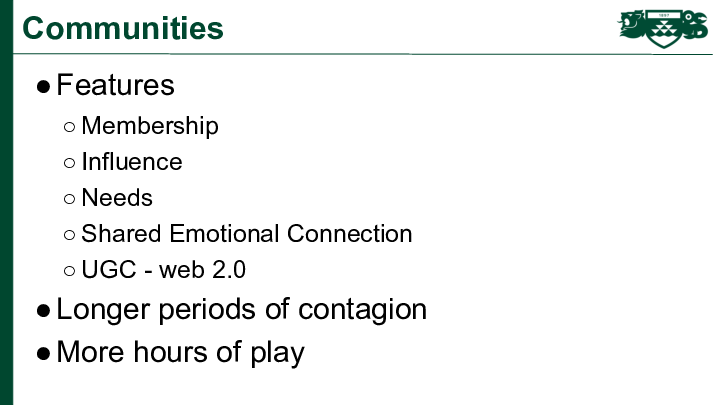 Communities
●Features
○Membership
○Influence
○Needs
○Shared Emotional Connection
○UGC - web 2.0
●Longer periods of contagion
●More hours of play